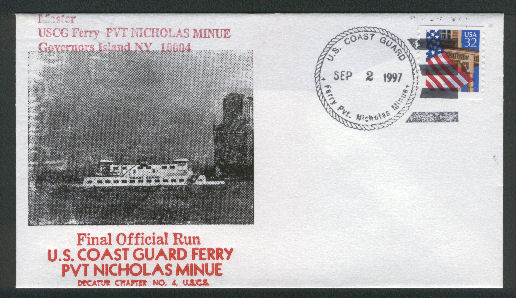 Master
USCG Ferry PVT NICHOLAS MINUE
Governors Island NY 10004
U.S. COAST GUARD
SEP 2 1997
Ferry Pvt. Nicholas Minue
USA
32
Final Official Run
U.S. COAST GUARD FERRY
PVT NICHOLAS MINUE
DECATUR CHAPTER NO. 4, U.S.C.S.